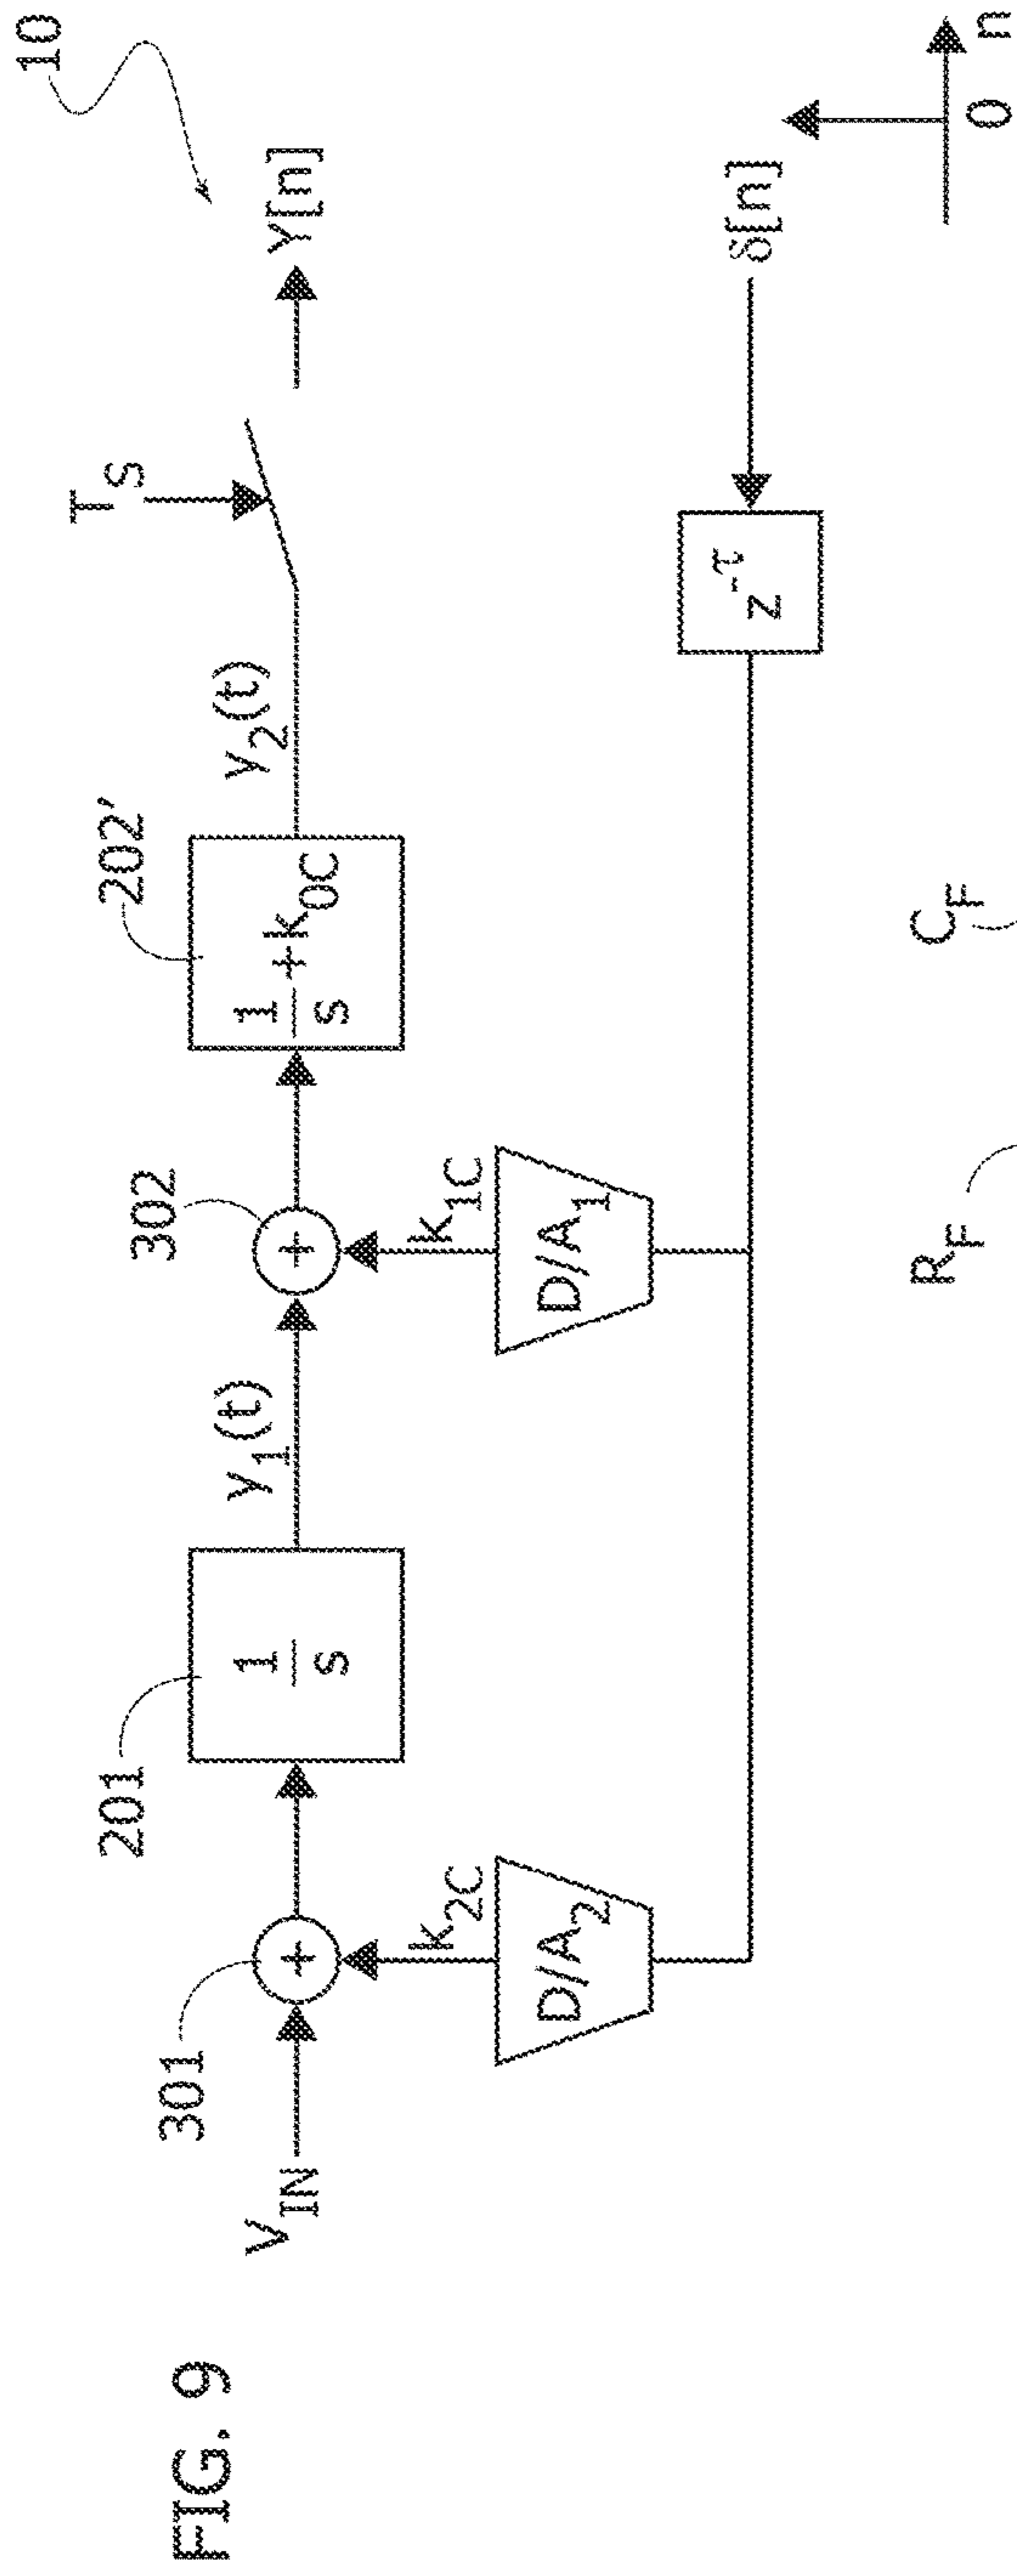 FIG. 9
10
V_IN
301
201
1/s
y_1(t)
302
202'
1/s + k_0C
y_2(t)
T_S
Y[n]
k_2C
D/A_2
k_1C
D/A_1
z^-τ
δ[n]
0
n
R_F
C_F